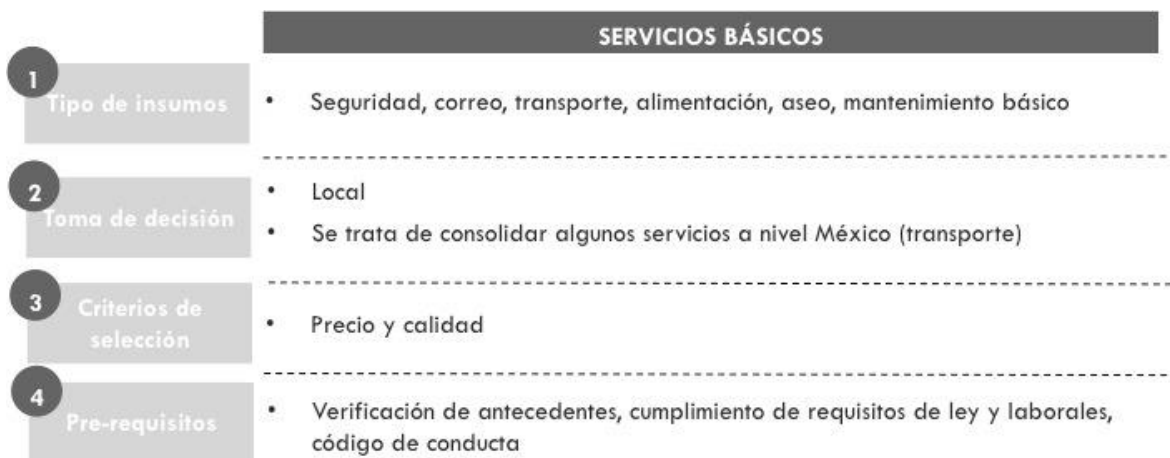 SERVICIOS BÁSICOS
1
Tipo de insumos
• Seguridad, correo, transporte, alimentación, aseo, mantenimiento básico
2
Toma de decisión
• Local
• Se trata de consolidar algunos servicios a nivel México (transporte)
3
Criterios de
selección
• Precio y calidad
4
Pre-requisitos
• Verificación de antecedentes, cumplimiento de requisitos de ley y laborales,
código de conducta